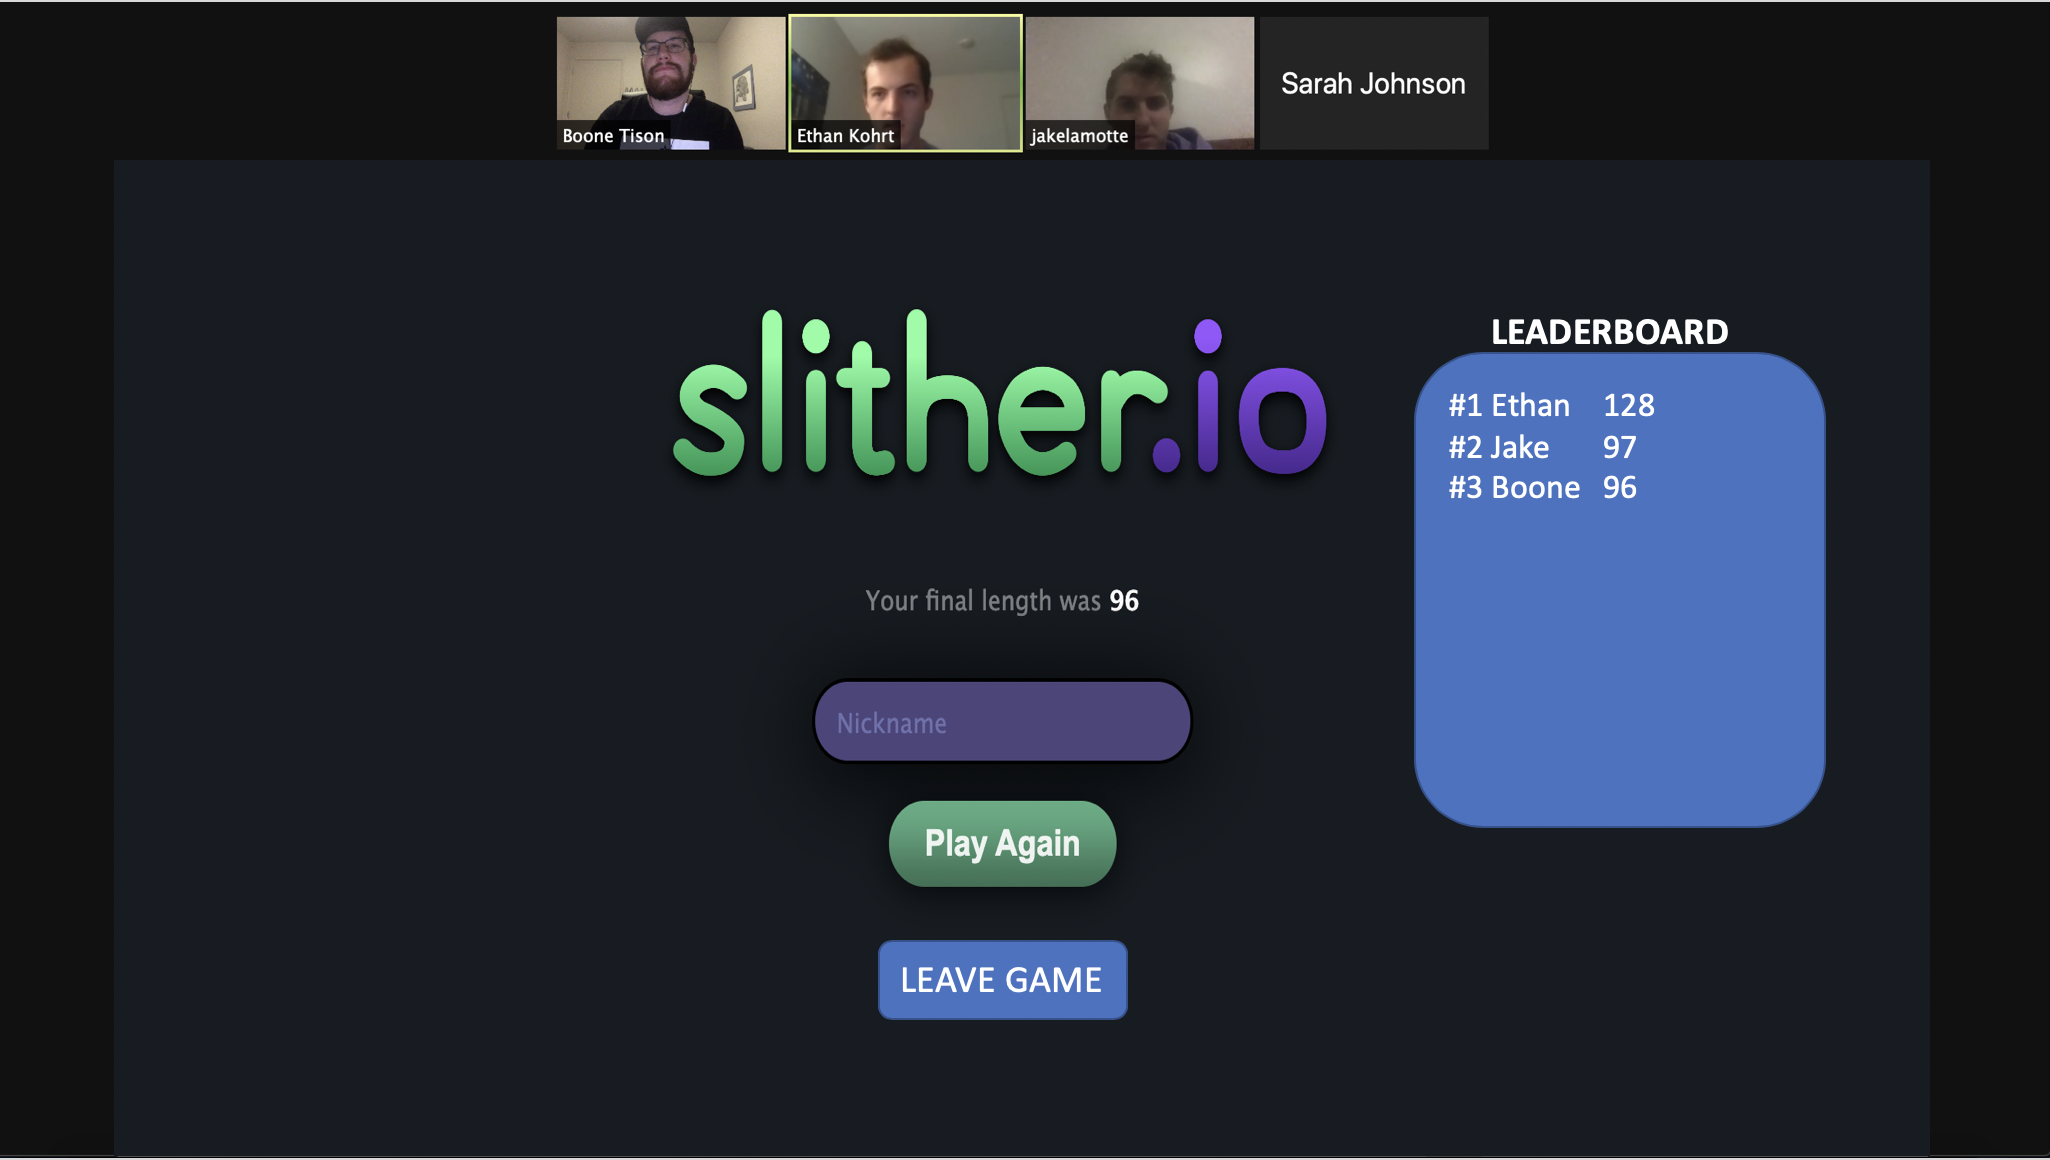 Boone Tison
Ethan Kohrt
jakelamotte
Sarah Johnson
slither.io
LEADERBOARD
#1 Ethan 128
#2 Jake 97
#3 Boone 96
Your final length was 96
Nickname
Play Again
LEAVE GAME